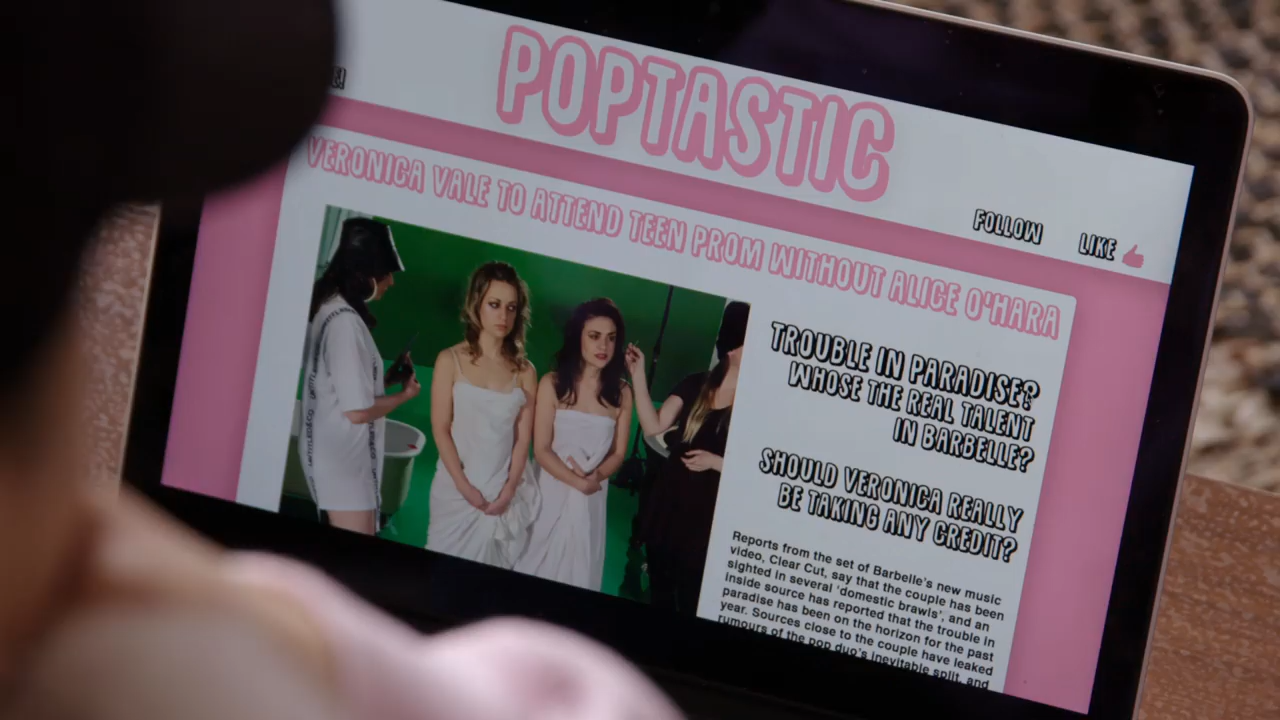 POPTASTIC
FOLLOW
LIKE
VERONICA VALE TO ATTEND TEEN PROM WITHOUT ALICE O'HARA
TROUBLE IN PARADISE?
WHOSE THE REAL TALENT
IN BARBELLE?
SHOULD VERONICA REALLY
BE TAKING ANY CREDIT?
Reports from the set of Barbelle's new music
video, Clear Cut, say that the couple has been
sighted in several 'domestic brawls', and an
inside source has reported that the trouble in
paradise has been on the horizon for the past
year. Sources close to the couple have leaked
rumours of the pop duo's inevitable split, and